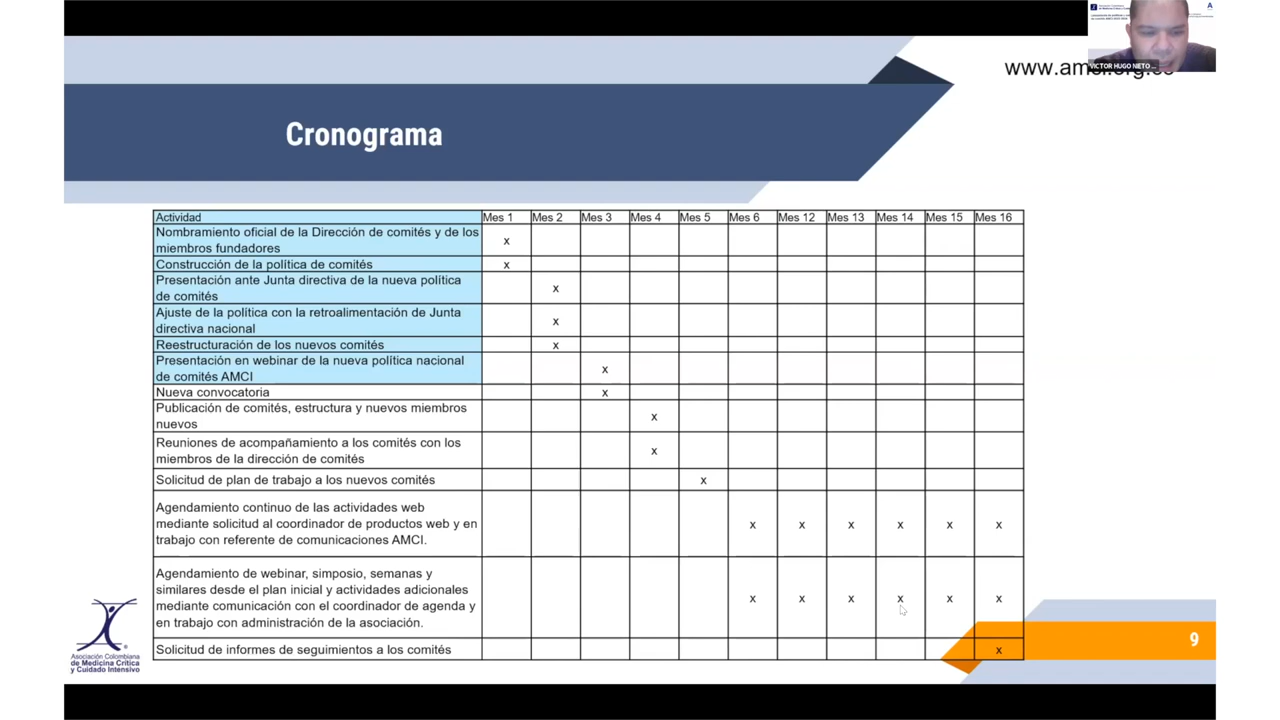 www.amci.org.co
VICTOR HUGO NIETO ...
Cronograma
Actividad Mes 1 Mes 2 Mes 3 Mes 4 Mes 5 Mes 6 Mes 12 Mes 13 Mes 14 Mes 15 Mes 16
Nombramiento oficial de la Dirección de comités y de los
miembros fundadores x
Construcción de la política de comités x
Presentación ante Junta directiva de la nueva política
de comités x
Ajuste de la política con la retroalimentación de Junta
directiva nacional x
Reestructuración de los nuevos comités x
Presentación en webinar de la nueva política nacional
de comités AMCI x
Nueva convocatoria x
Publicación de comités, estructura y nuevos miembros
nuevos x
Reuniones de acompañamiento a los comités con los
miembros de la dirección de comités x
Solicitud de plan de trabajo a los nuevos comités x
Agendamiento continuo de las actividades web
mediante solicitud al coordinador de productos web y en x x x x x x
trabajo con referente de comunicaciones AMCI.
Agendamiento de webinar, simposio, semanas y
similares desde el plan inicial y actividades adicionales x x x x x x
mediante comunicación con el coordinador de agenda y
en trabajo con administración de la asociación.
Solicitud de informes de seguimientos a los comités x
Asociación Colombiana
de Medicina Crítica
y Cuidado Intensivo
9